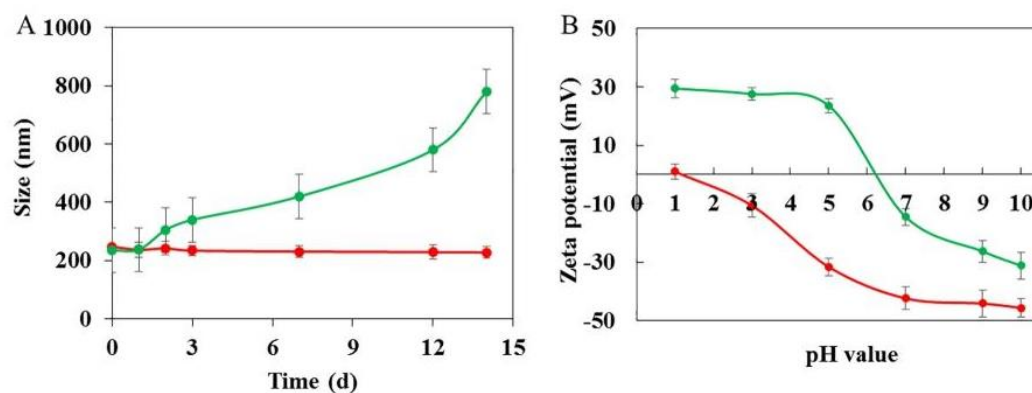 A
1000
800
600
400
200
0
Size (nm)
0 3 6 9 12 15
Time (d)
B
50
30
10
-10
-30
-50
Zeta potential (mV)
0 1 2 3 4 5 6 7 8 9 10
pH value